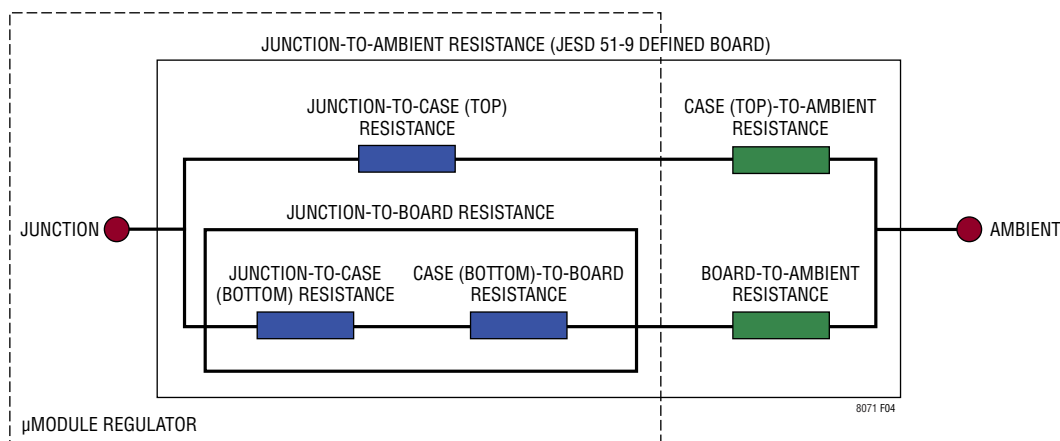 JUNCTION-TO-AMBIENT RESISTANCE (JESD 51-9 DEFINED BOARD)
JUNCTION-TO-CASE (TOP)
RESISTANCE
CASE (TOP)-TO-AMBIENT
RESISTANCE
JUNCTION-TO-BOARD RESISTANCE
JUNCTION
AMBIENT
JUNCTION-TO-CASE
(BOTTOM) RESISTANCE
CASE (BOTTOM)-TO-BOARD
RESISTANCE
BOARD-TO-AMBIENT
RESISTANCE
8071 F04
µMODULE REGULATOR